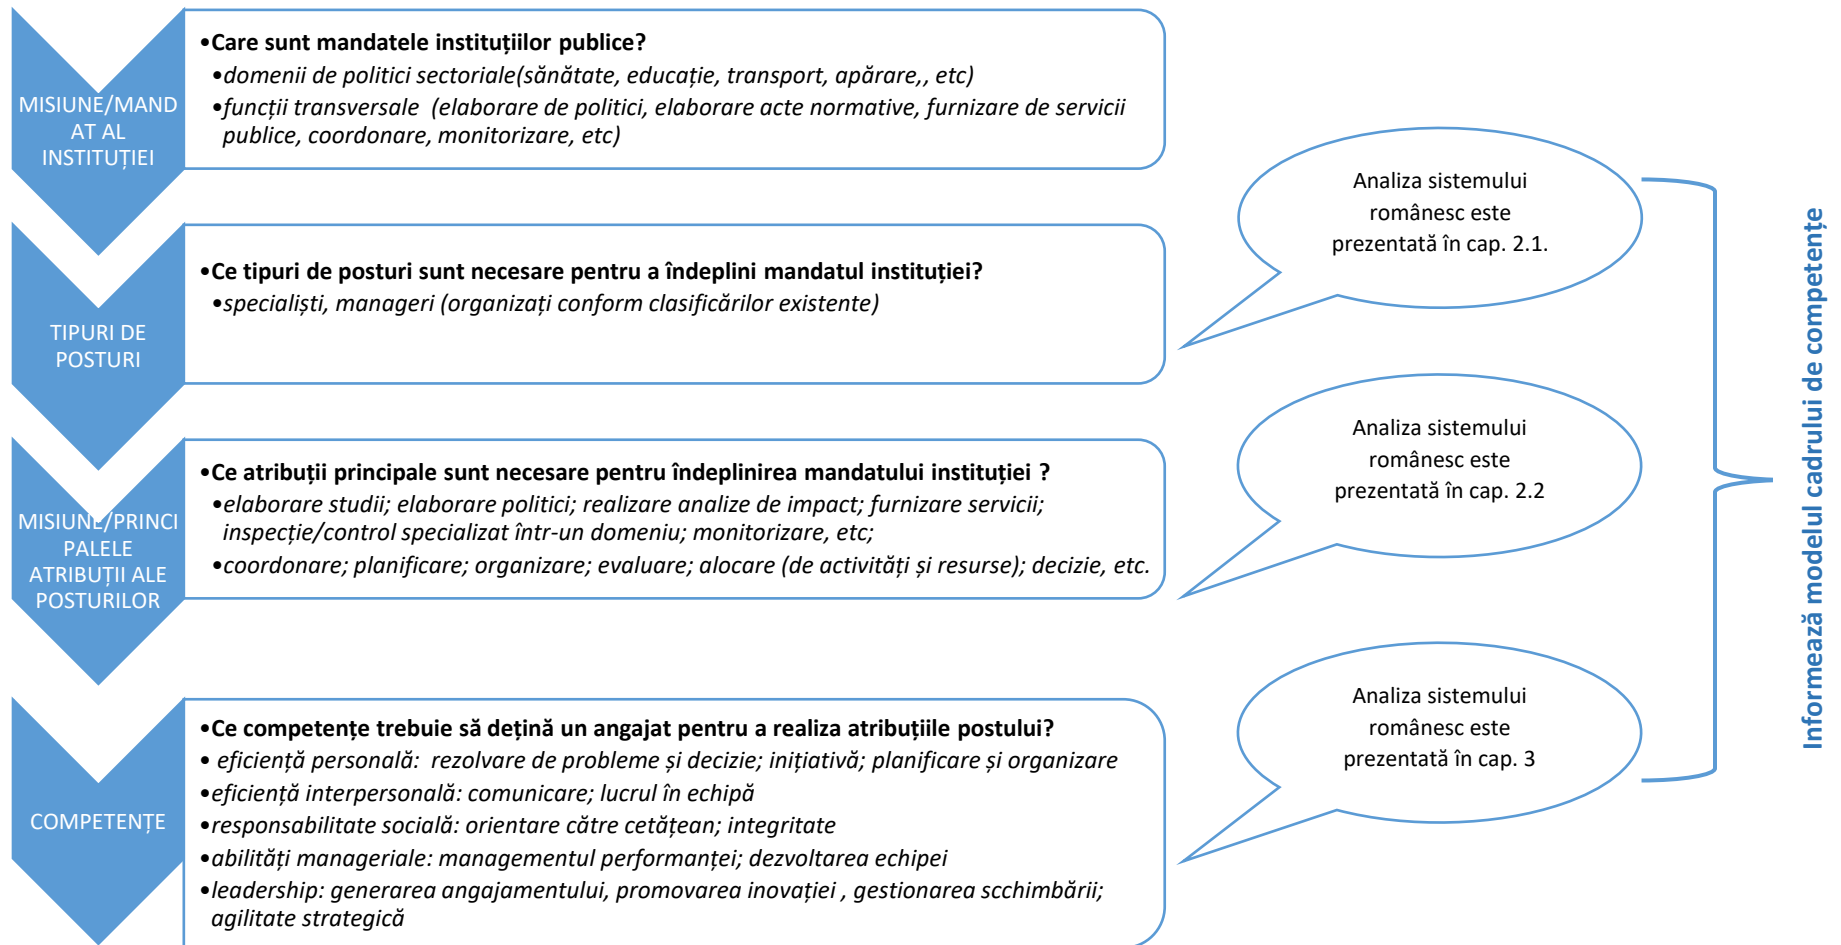 MISIUNE/MAND
AT AL
INSTITUȚIEI
•Care sunt mandatele instituțiilor publice?
•domenii de politici sectoriale(sănătate, educație, transport, apărare,, etc)
•funcții transversale (elaborare de politici, elaborare acte normative, furnizare de servicii
publice, coordonare, monitorizare, etc)
TIPURI DE
POSTURI
•Ce tipuri de posturi sunt necesare pentru a îndeplini mandatul instituției?
•specialiști, manageri (organizați conform clasificărilor existente)
Analiza sistemului
românesc este
prezentată în cap. 2.1.
MISIUNE/PRINCI
PALELE
ATRIBUȚII ALE
POSTURILOR
•Ce atribuții principale sunt necesare pentru îndeplinirea mandatului instituției ?
•elaborare studii; elaborare politici; realizare analize de impact; furnizare servicii;
inspecție/control specializat într-un domeniu; monitorizare, etc;
•coordonare; planificare; organizare; evaluare; alocare (de activități și resurse); decizie, etc.
Analiza sistemului
românesc este
prezentată în cap. 2.2
COMPETENȚE
•Ce competențe trebuie să dețină un angajat pentru a realiza atribuțiile postului?
• eficiență personală: rezolvare de probleme și decizie; inițiativă; planificare și organizare
•eficiență interpersonală: comunicare; lucrul în echipă
•responsabilitate socială: orientare către cetățean; integritate
•abilități manageriale: managementul performanței; dezvoltarea echipei
•leadership: generarea angajamentului, promovarea inovației , gestionarea scchimbării;
agilitate strategică
Analiza sistemului
românesc este
prezentată în cap. 3
Informează modelul cadrului de competențe